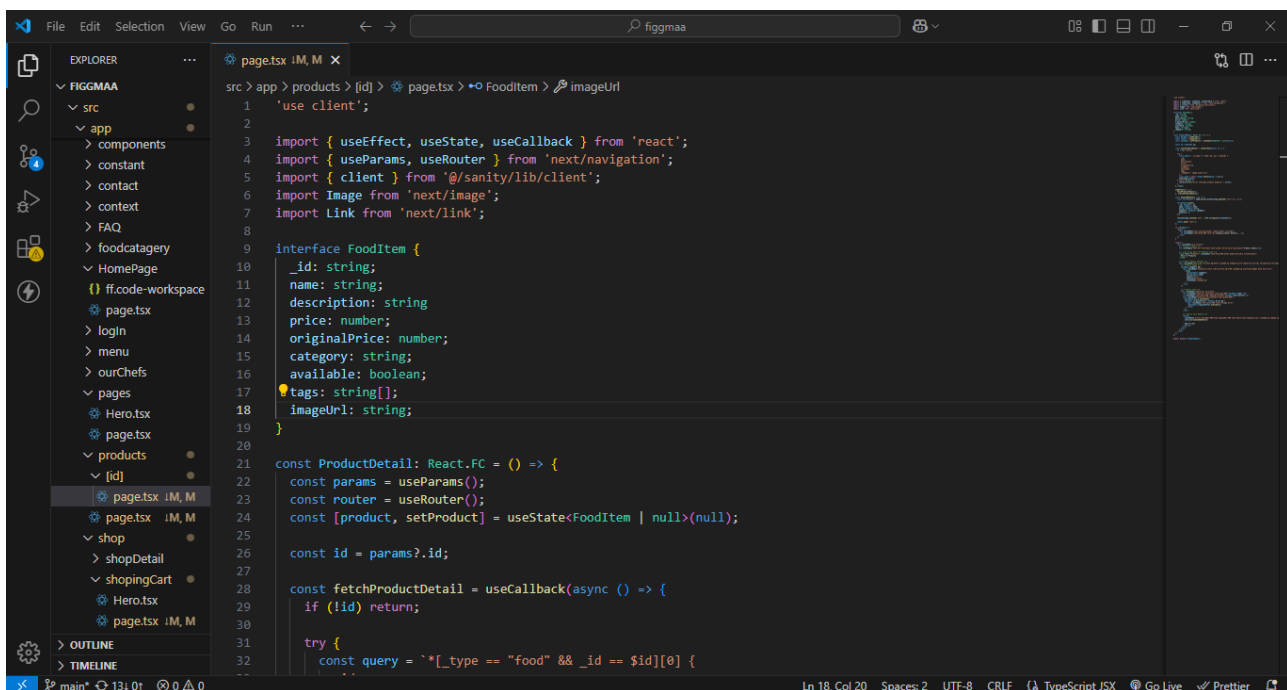 File Edit Selection View Go Run ··· figgmaa
EXPLORER ···
FIGGMAA
src
app
components
constant
contact
context
FAQ
foodcatagery
HomePage
{} ff.code-workspace
page.tsx
logIn
menu
ourChefs
pages
Hero.tsx
page.tsx
products
[id]
page.tsx ↓M, M
page.tsx ↓M, M
shop
shopDetail
shopingCart
Hero.tsx
page.tsx ↓M, M
OUTLINE
TIMELINE
4
page.tsx ↓M, M ×
src > app > products > [id] > page.tsx > FoodItem > imageUrl
1 'use client';
2
3 import { useEffect, useState, useCallback } from 'react';
4 import { useParams, useRouter } from 'next/navigation';
5 import { client } from '@/sanity/lib/client';
6 import Image from 'next/image';
7 import Link from 'next/link';
8
9 interface FoodItem {
10 _id: string;
11 name: string;
12 description: string
13 price: number;
14 originalPrice: number;
15 category: string;
16 available: boolean;
17 tags: string[];
18 imageUrl: string;
19 }
20
21 const ProductDetail: React.FC = () => {
22 const params = useParams();
23 const router = useRouter();
24 const [product, setProduct] = useState<FoodItem | null>(null);
25
26 const id = params?.id;
27
28 const fetchProductDetail = useCallback(async () => {
29 if (!id) return;
30
31 try {
32 const query = `*[_type == "food" && _id == $id][0] {
main* 13↓ 0↑ 0 0 Ln 18, Col 20 Spaces: 2 UTF-8 CRLF TypeScript JSX Go Live Prettier